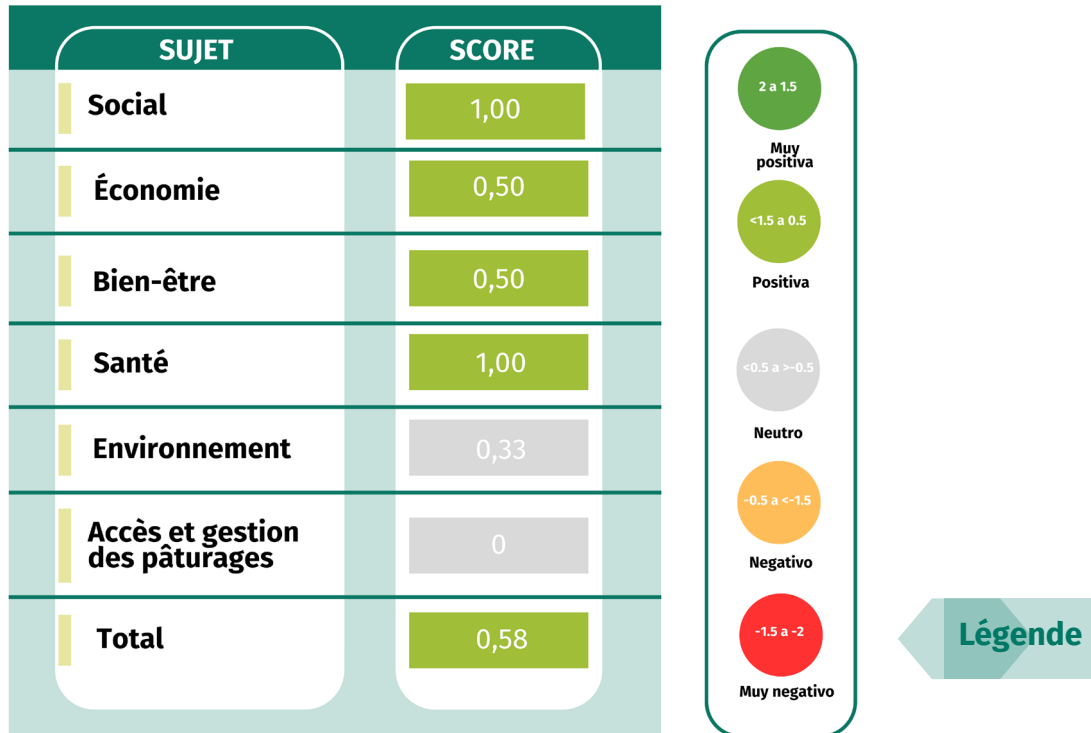 SUJET SCORE
Social 1,00
Économie 0,50
Bien-être 0,50
Santé 1,00
Environnement 0,33
Accès et gestion
des pâturages 0
Total 0,58
2 a 1.5
Muy
positiva
<1.5 a 0.5
Positiva
<0.5 a >-0.5
Neutro
-0.5 a <-1.5
Negativo
-1.5 a -2
Muy negativo
Légende